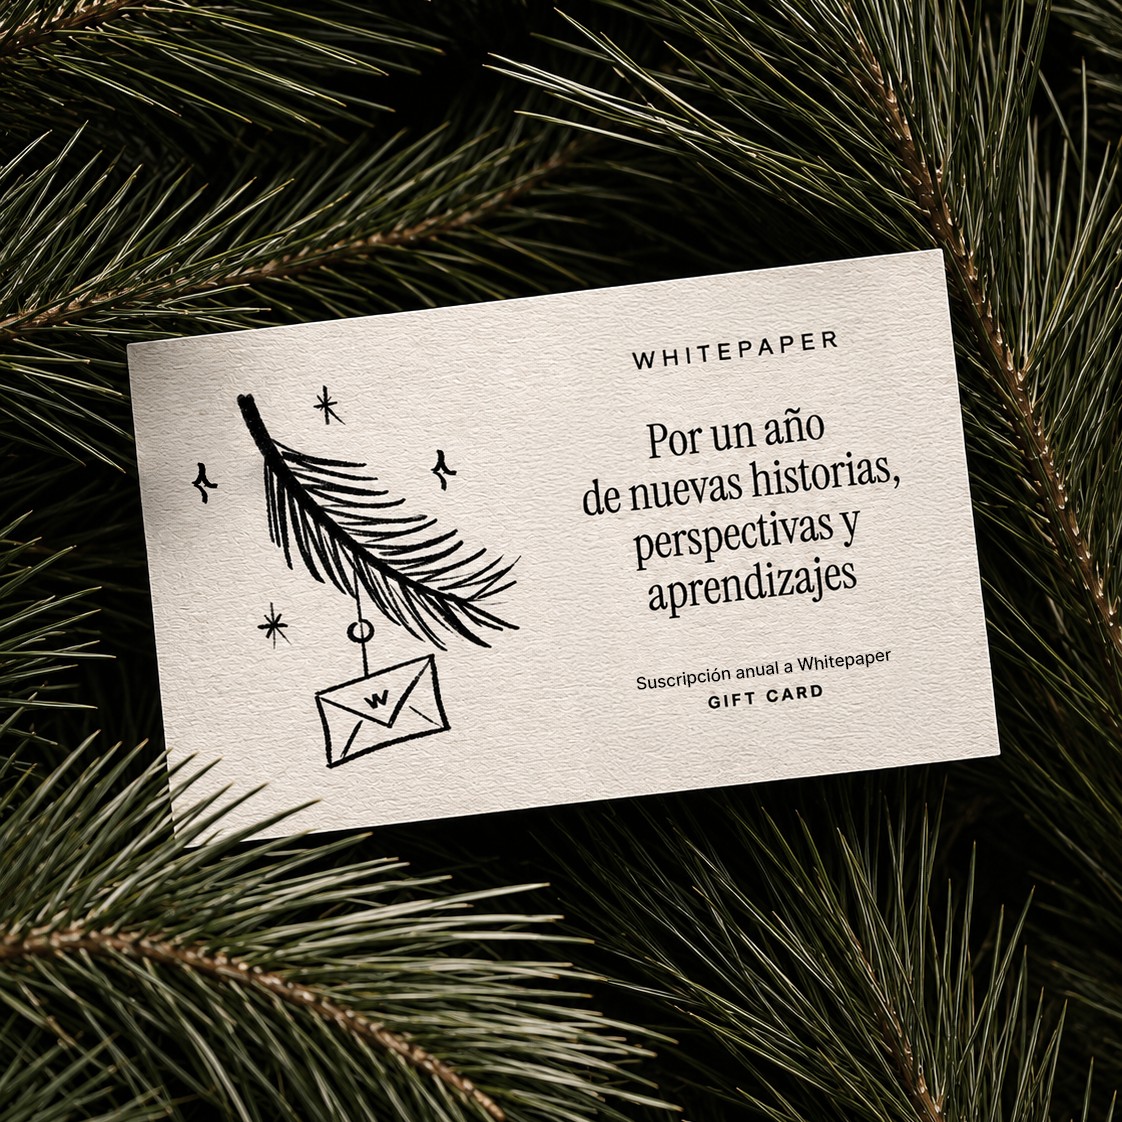 WHITEPAPER
Por un año
de nuevas historias,
perspectivas y
aprendizajes
Suscripción anual a Whitepaper
GIFT CARD
W